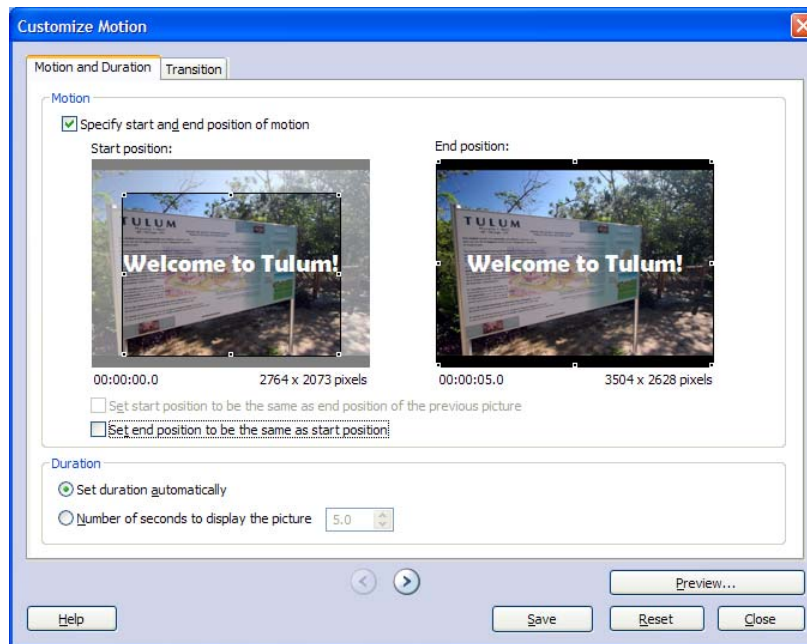 Customize Motion
Motion and Duration
Transition
Motion
Specify start and end position of motion
Start position:
End position:
TULUM
Welcome to Tulum!
TULUM
Welcome to Tulum!
00:00:00.0
2764 x 2073 pixels
00:00:05.0
3504 x 2628 pixels
Set start position to be the same as end position of the previous picture
Set end position to be the same as start position
Duration
Set duration automatically
Number of seconds to display the picture
5.0
Preview...
Help
Save
Reset
Close